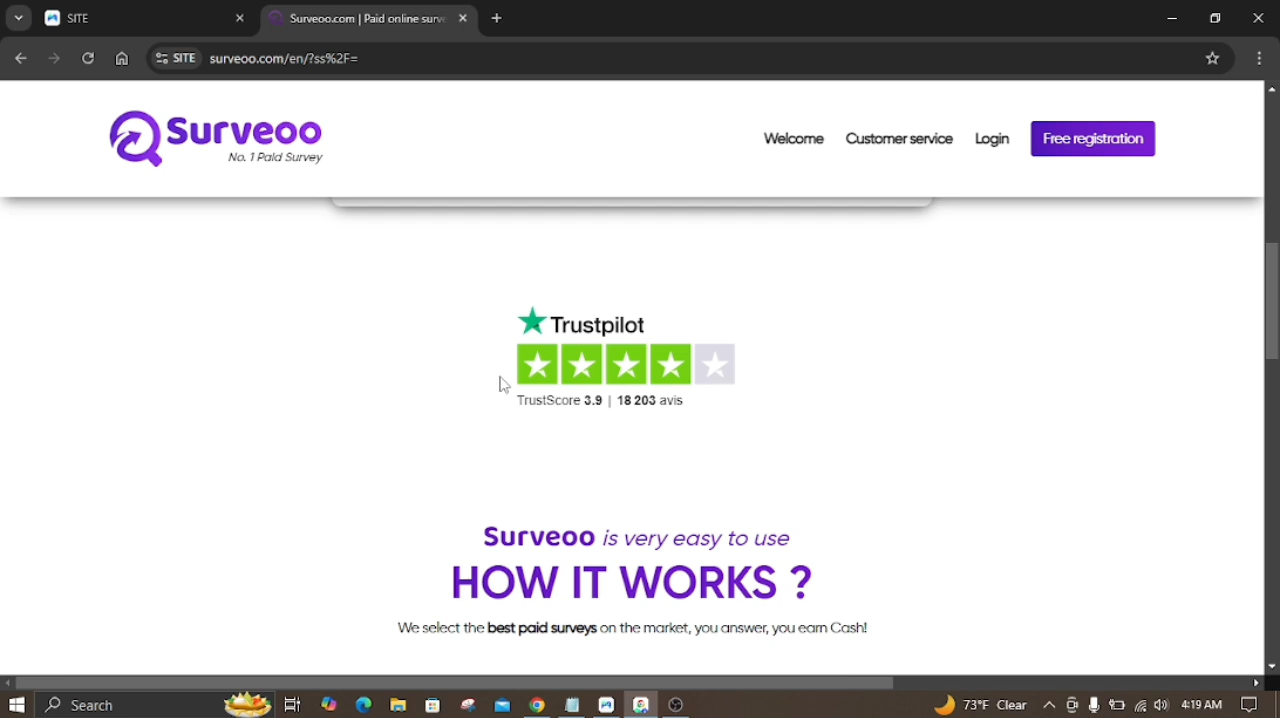 SITE
Surveoo.com | Paid online surv
SITE
surveoo.com/en/?ss%2F=
Surveoo
No. 1 Paid Survey
Welcome
Customer service
Login
Free registration
Trustpilot
TrustScore 3.9 | 18 203 avis
Surveoo is very easy to use
HOW IT WORKS ?
We select the best paid surveys on the market, you answer, you earn Cash!
Search
73°F Clear
4:19 AM